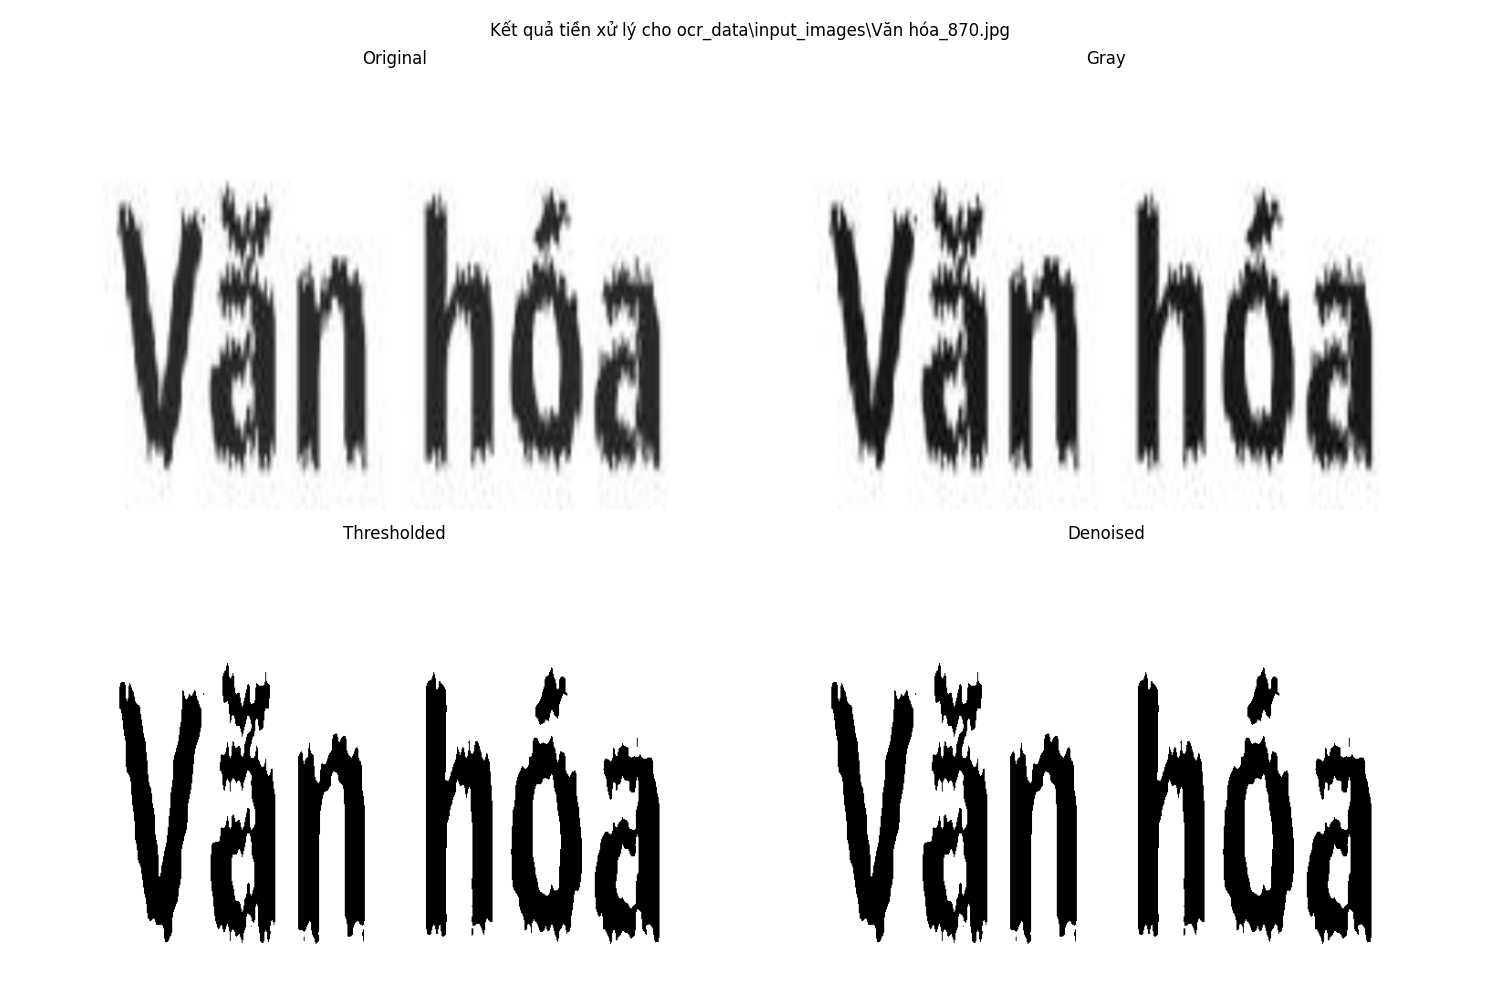 Kết quả tiền xử lý cho ocr_data\input_images\Văn hóa_870.jpg
Original
Gray
Văn hóa
Văn hóa
Thresholded
Denoised
Văn hóa
Văn hóa